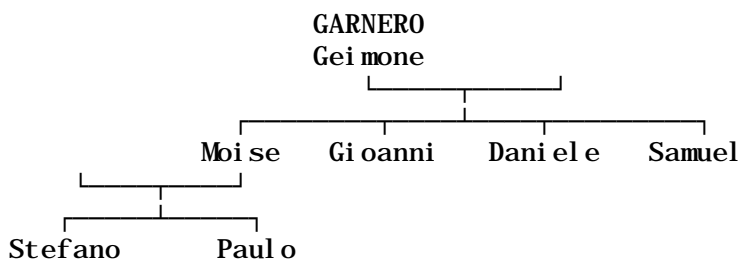 GARNERO
Geimone
Moise Gioanni Daniele Samuel
Stefano Paulo